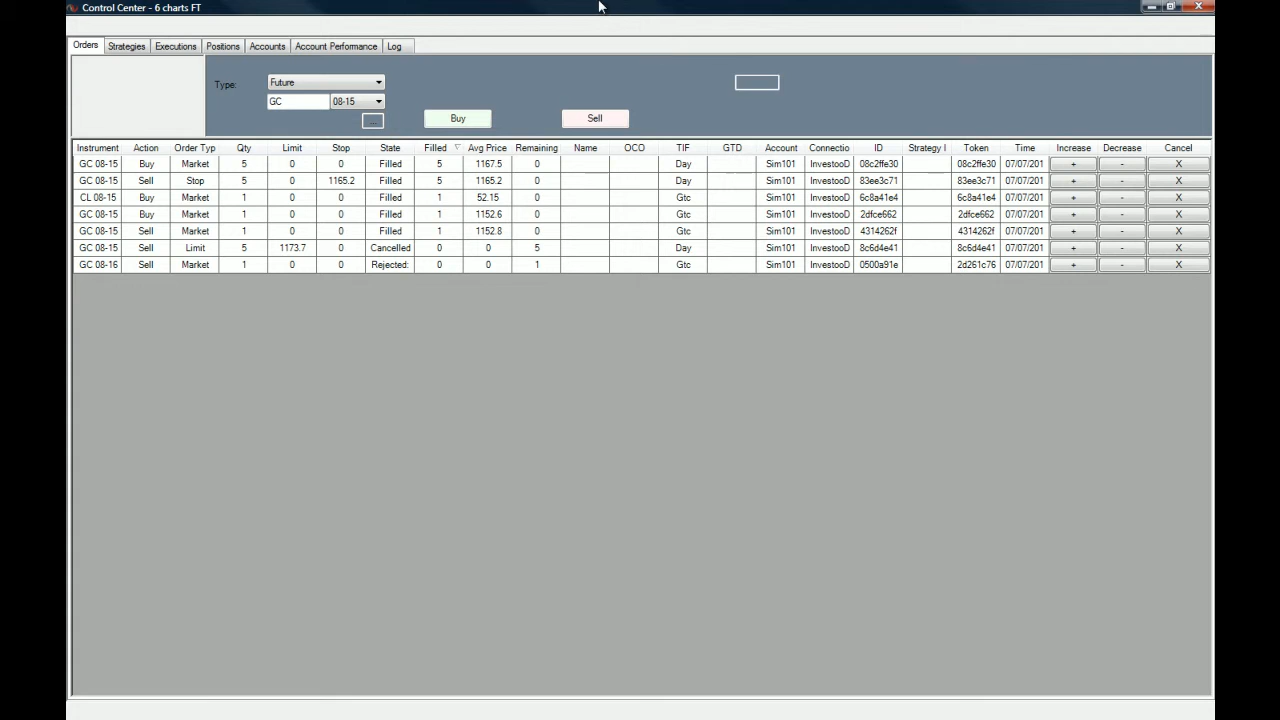 Control Center - 6 charts FT
Orders Strategies Executions Positions Accounts Account Performance Log
Type: Future
GC 08-15
... Buy Sell
Instrument Action Order Typ Qty Limit Stop State Filled Avg Price Remaining Name OCO TIF GTD Account Connectio ID Strategy I Token Time Increase Decrease Cancel
GC 08-15 Buy Market 5 0 0 Filled 5 1167.5 0 Day Sim101 InvestooD 08c2ffe30 08c2ffe30 07/07/201 + - X
GC 08-15 Sell Stop 5 0 1165.2 Filled 5 1165.2 0 Day Sim101 InvestooD 83ee3c71 83ee3c71 07/07/201 + - X
CL 08-15 Buy Market 1 0 0 Filled 1 52.15 0 Gtc Sim101 InvestooD 6c8a41e4 6c8a41e4 07/07/201 + - X
GC 08-15 Buy Market 1 0 0 Filled 1 1152.6 0 Gtc Sim101 InvestooD 2dfce662 2dfce662 07/07/201 + - X
GC 08-15 Sell Market 1 0 0 Filled 1 1152.8 0 Gtc Sim101 InvestooD 4314262f 4314262f 07/07/201 + - X
GC 08-15 Sell Limit 5 1173.7 0 Cancelled 0 0 5 Day Sim101 InvestooD 8c6d4e41 8c6d4e41 07/07/201 + - X
GC 08-16 Sell Market 1 0 0 Rejected: 0 0 1 Gtc Sim101 InvestooD 0500a91e 2d261c76 07/07/201 + - X